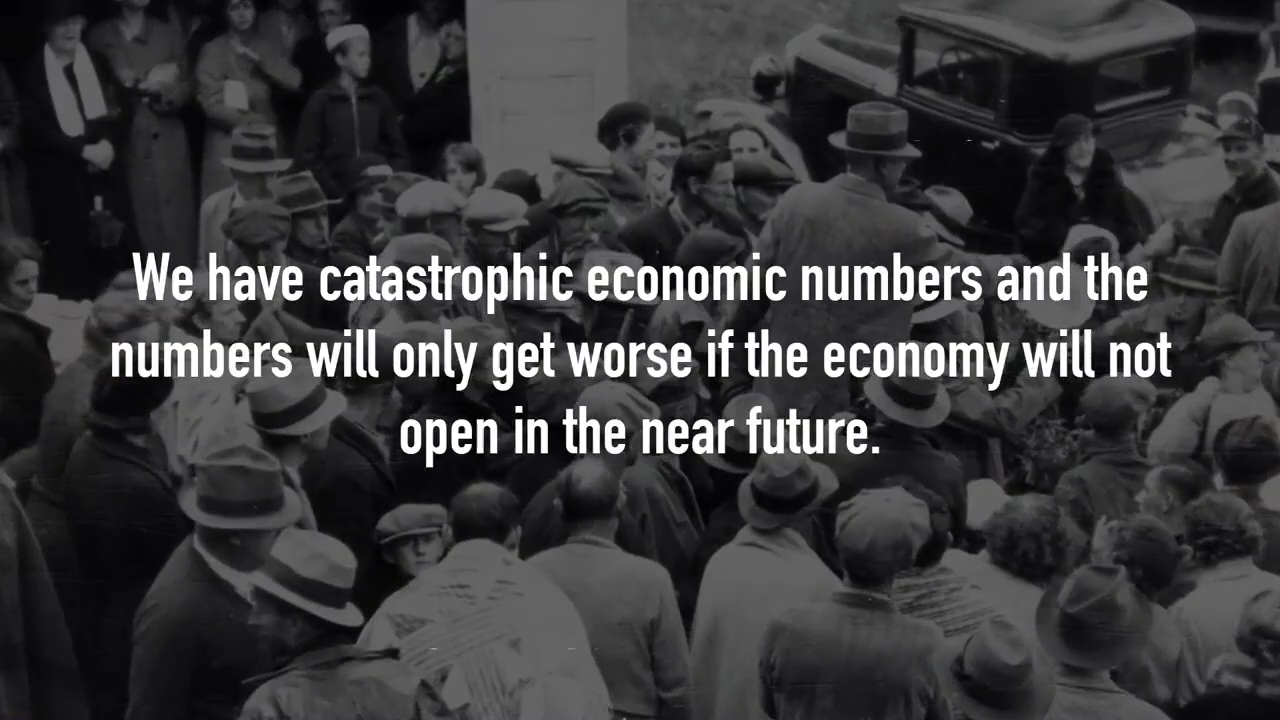 We have catastrophic economic numbers and the
numbers will only get worse if the economy will not
open in the near future.